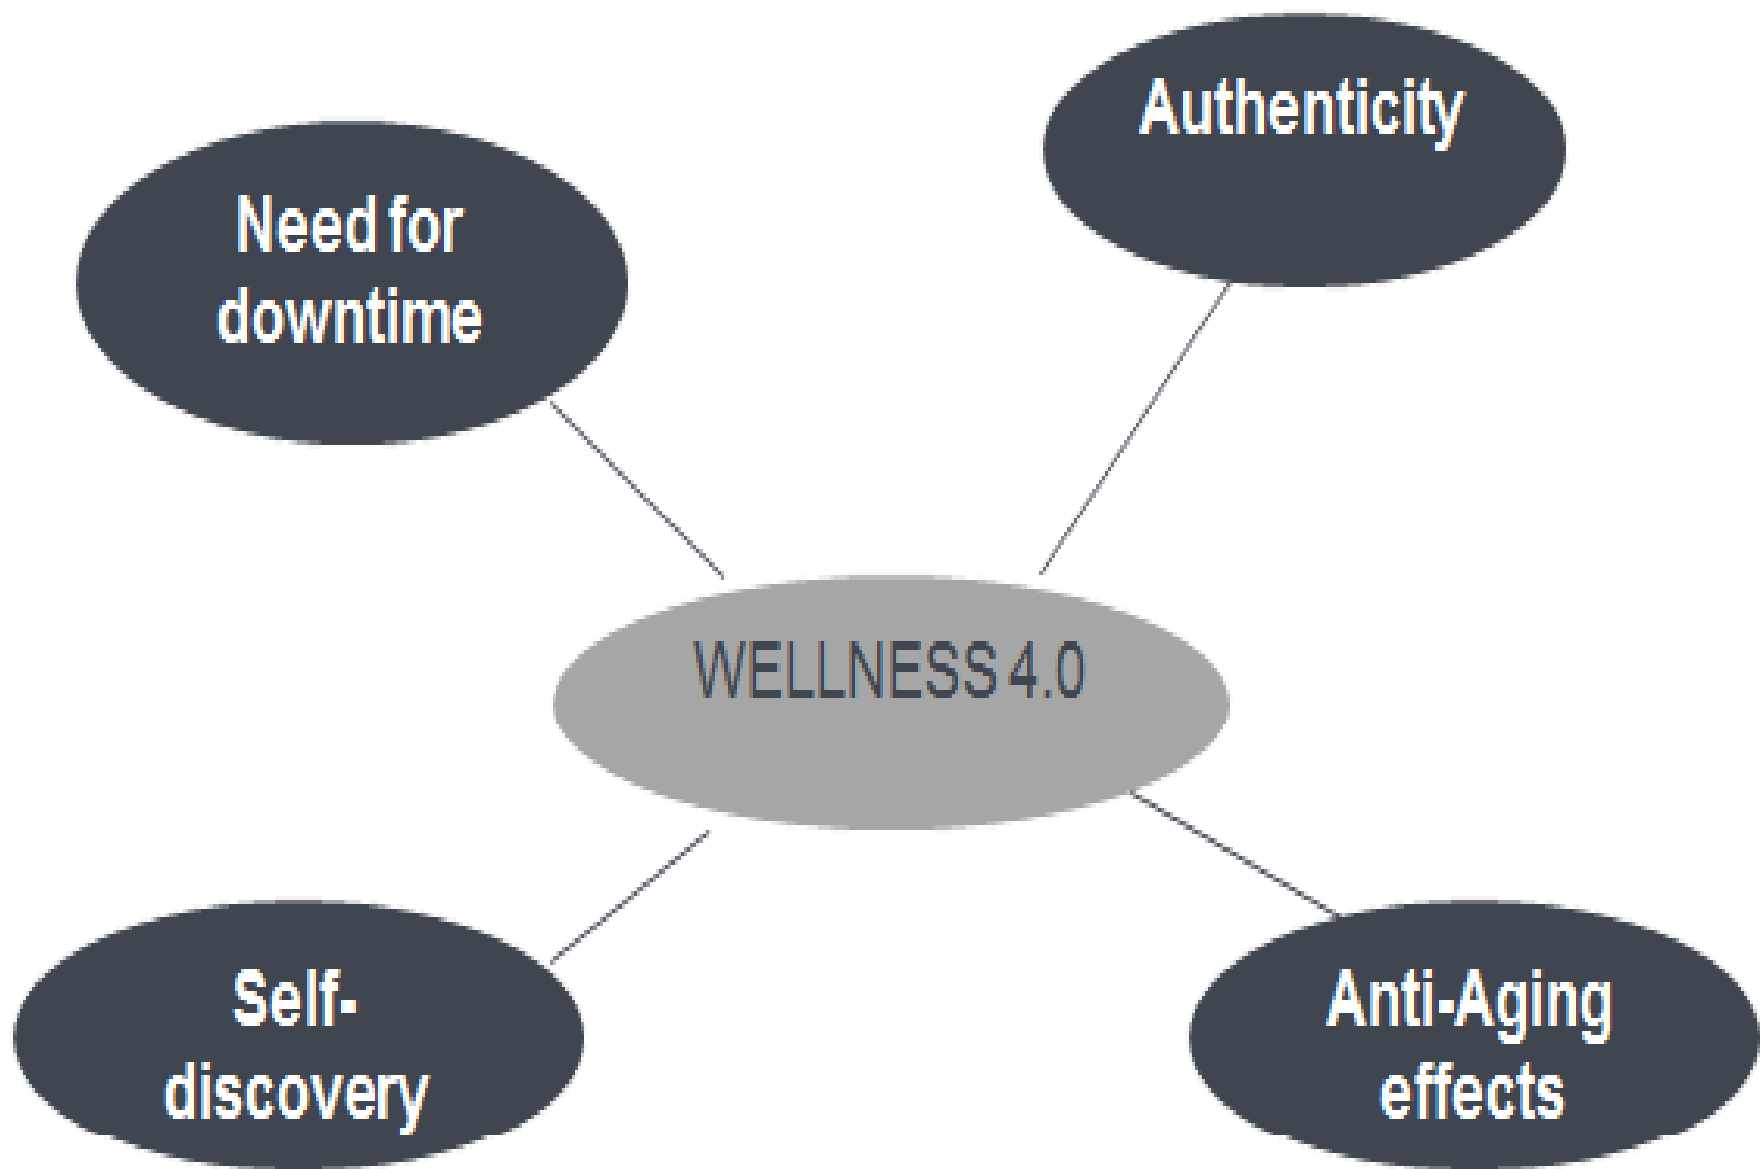 Authenticity
Need for
downtime
WELLNESS 4.0
Self-
discovery
Anti-Aging
effects